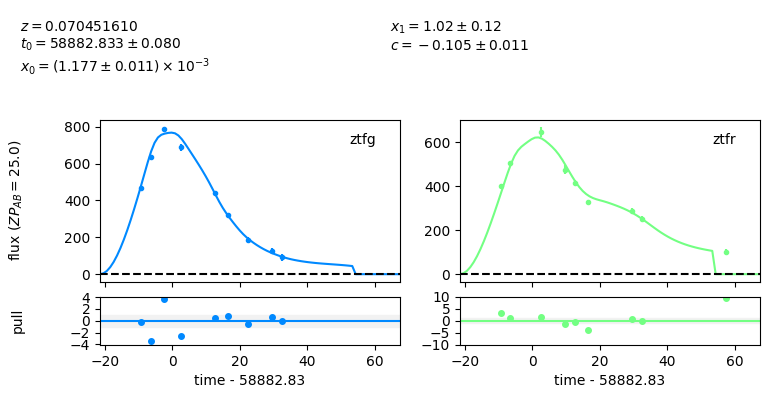 z = 0.070451610
t₀ = 58882.833 ± 0.080
x₀ = (1.177 ± 0.011) × 10⁻³
x₁ = 1.02 ± 0.12
c = −0.105 ± 0.011
flux (ZP_AB = 25.0)
800
600
400
200
0
ztfg
600
400
200
0
ztfr
pull
4
2
0
−2
−4
−20 0 20 40 60
time - 58882.83
10
5
0
−5
−10
−20 0 20 40 60
time - 58882.83